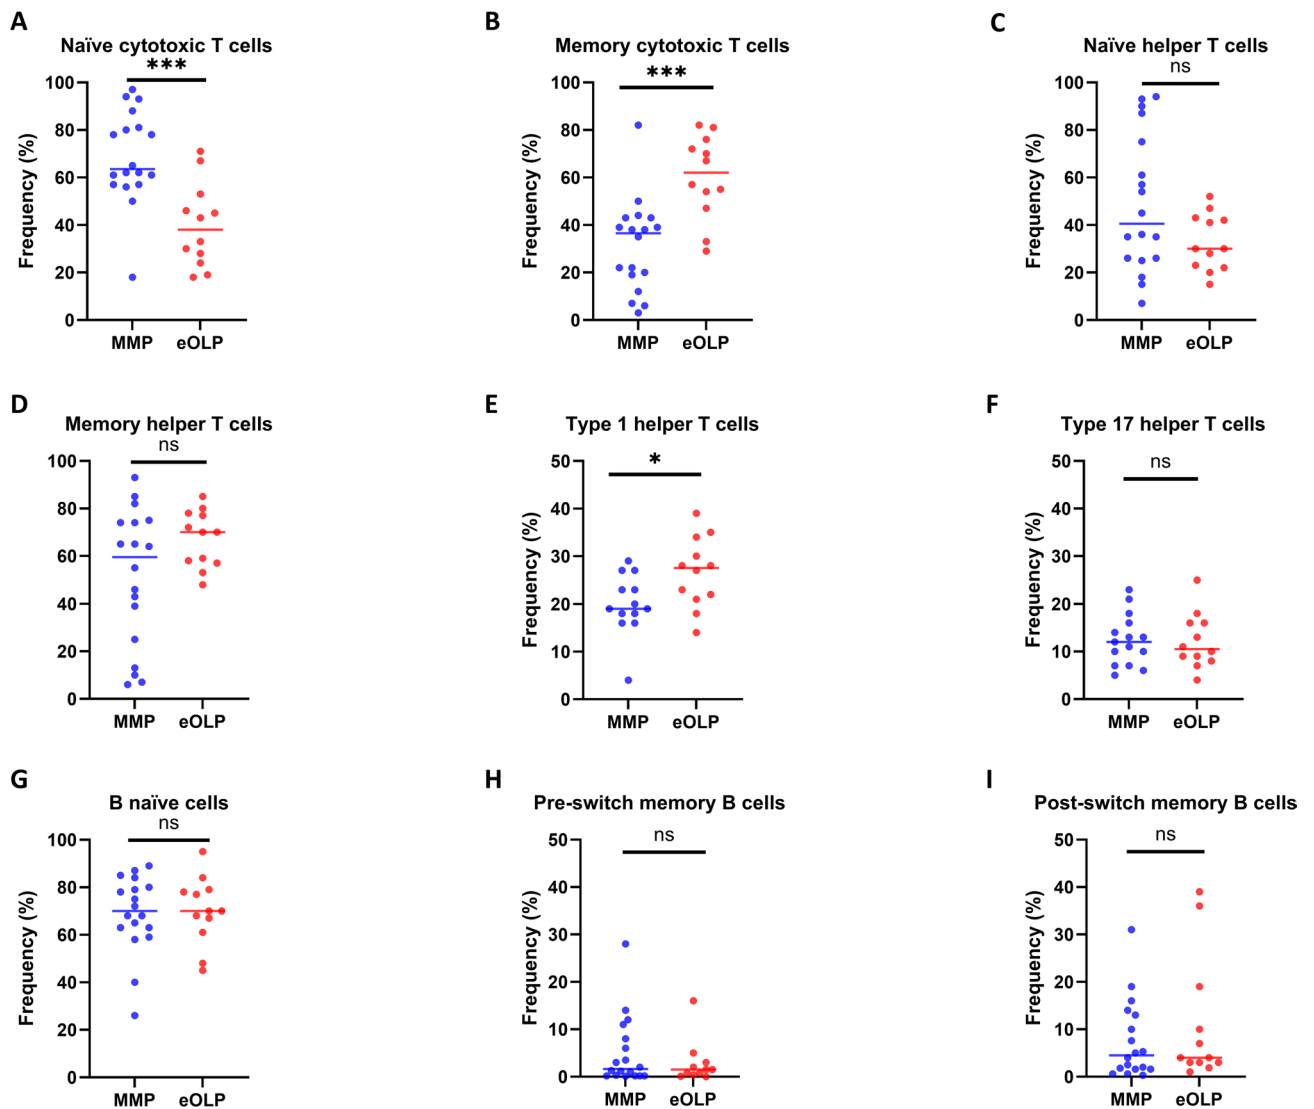 A
Naïve cytotoxic T cells
***
Frequency (%)
100
80
60
40
20
0
MMP eOLP
B
Memory cytotoxic T cells
***
Frequency (%)
100
80
60
40
20
0
MMP eOLP
C
Naïve helper T cells
ns
Frequency (%)
100
80
60
40
20
0
MMP eOLP
D
Memory helper T cells
ns
Frequency (%)
100
80
60
40
20
0
MMP eOLP
E
Type 1 helper T cells
*
Frequency (%)
50
40
30
20
10
0
MMP eOLP
F
Type 17 helper T cells
ns
Frequency (%)
50
40
30
20
10
0
MMP eOLP
G
B naïve cells
ns
Frequency (%)
100
80
60
40
20
0
MMP eOLP
H
Pre-switch memory B cells
ns
Frequency (%)
50
40
30
20
10
0
MMP eOLP
I
Post-switch memory B cells
ns
Frequency (%)
50
40
30
20
10
0
MMP eOLP